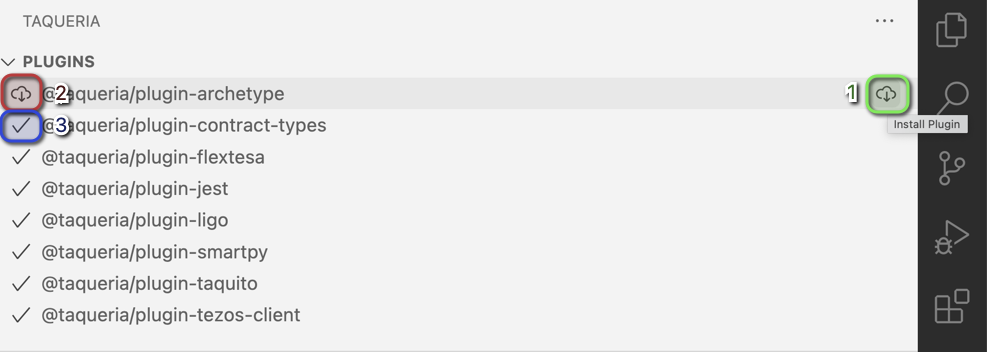 TAQUERIA
PLUGINS
2 @taqueria/plugin-archetype 1
3 @taqueria/plugin-contract-types
Install Plugin
@taqueria/plugin-flextesa
@taqueria/plugin-jest
@taqueria/plugin-ligo
@taqueria/plugin-smartpy
@taqueria/plugin-taquito
@taqueria/plugin-tezos-client